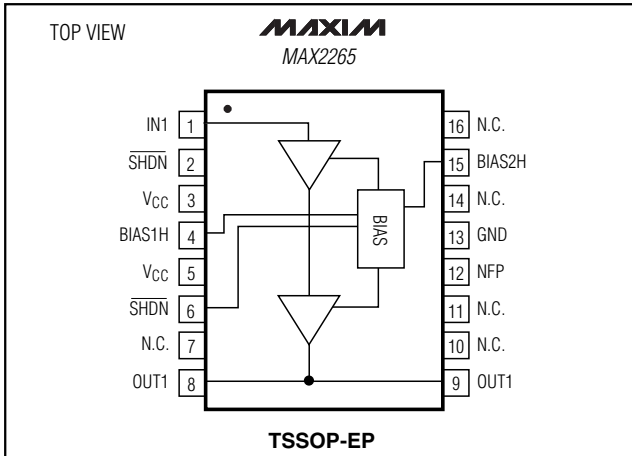 TOP VIEW
MAXIM
MAX2265
IN1 1
SHDN 2
VCC 3
BIAS1H 4
VCC 5
SHDN 6
N.C. 7
OUT1 8
BIAS
16 N.C.
15 BIAS2H
14 N.C.
13 GND
12 NFP
11 N.C.
10 N.C.
9 OUT1
TSSOP-EP